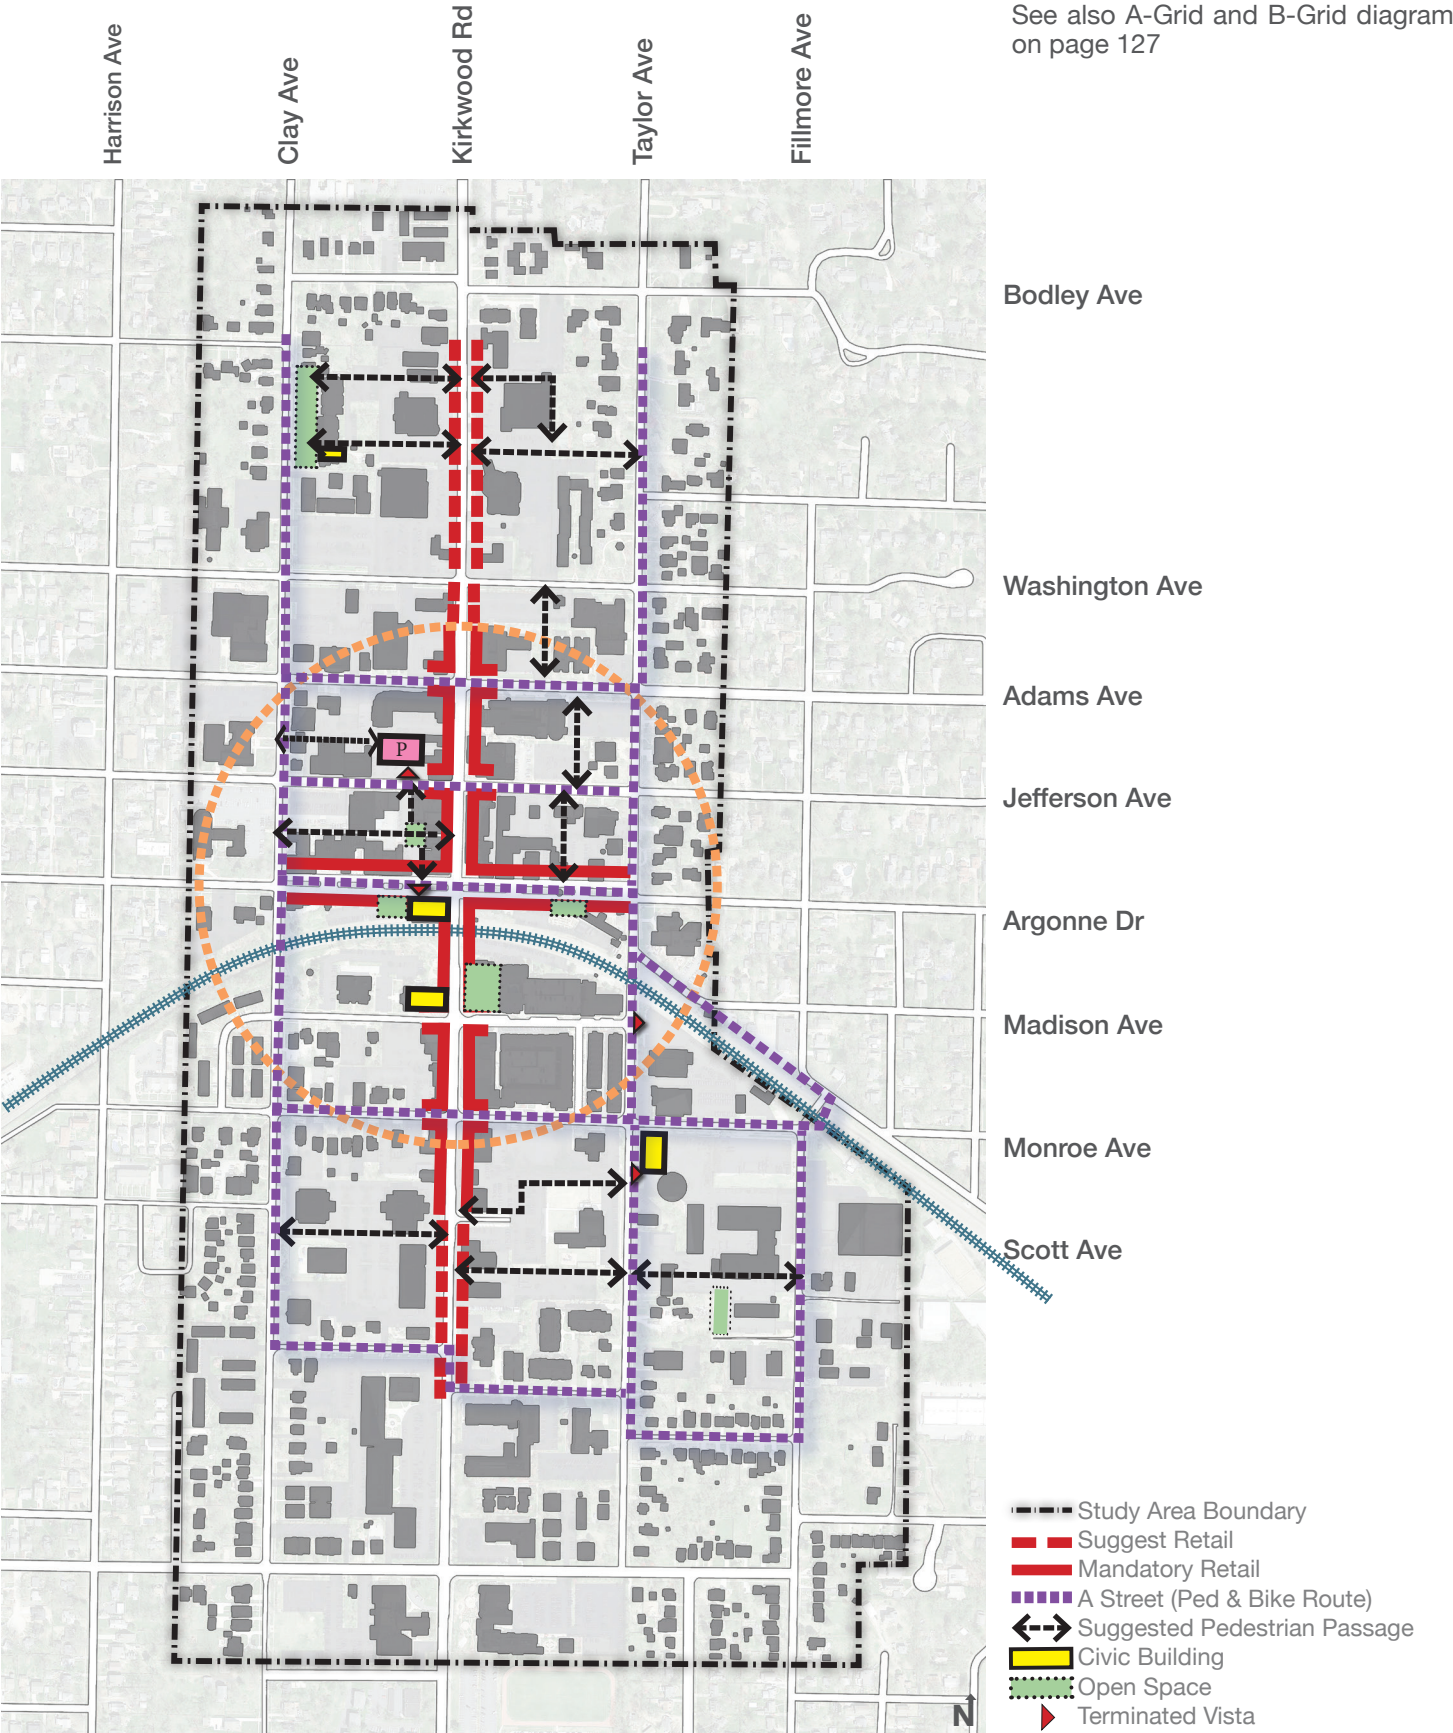 See also A-Grid and B-Grid diagram
on page 127
Harrison Ave
Clay Ave
Kirkwood Rd
Taylor Ave
Fillmore Ave
Bodley Ave
Washington Ave
Adams Ave
P
Jefferson Ave
Argonne Dr
Madison Ave
Monroe Ave
Scott Ave
Study Area Boundary
Suggest Retail
Mandatory Retail
A Street (Ped & Bike Route)
Suggested Pedestrian Passage
Civic Building
Open Space
Terminated Vista
N